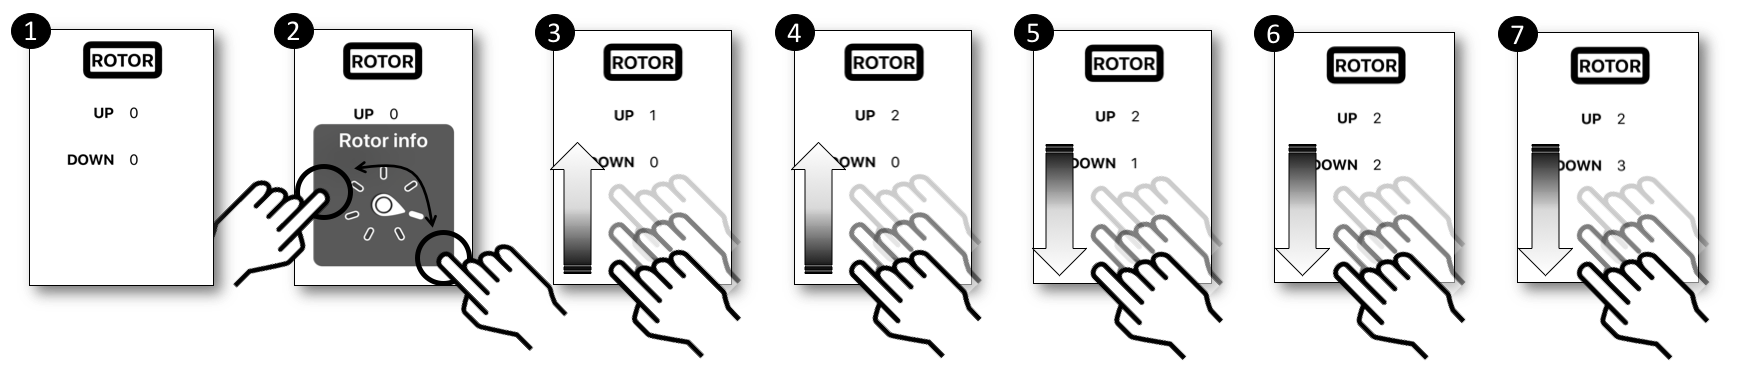 1
ROTOR
UP 0
DOWN 0
2
ROTOR
UP 0
Rotor info
3
ROTOR
UP 1
DOWN 0
4
ROTOR
UP 2
DOWN 0
5
ROTOR
UP 2
DOWN 1
6
ROTOR
UP 2
DOWN 2
7
ROTOR
UP 2
DOWN 3